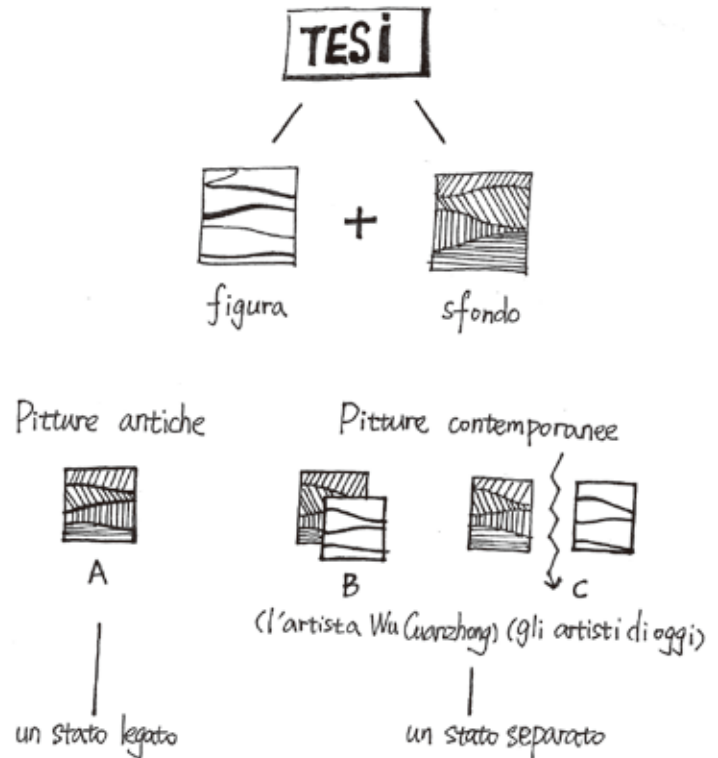 TESi
+
figura sfondo
Pitture antiche Pitture contemporanee
A B C
(l'artista Wu Guanzhong) (gli artisti di oggi)
un stato legato un stato separato